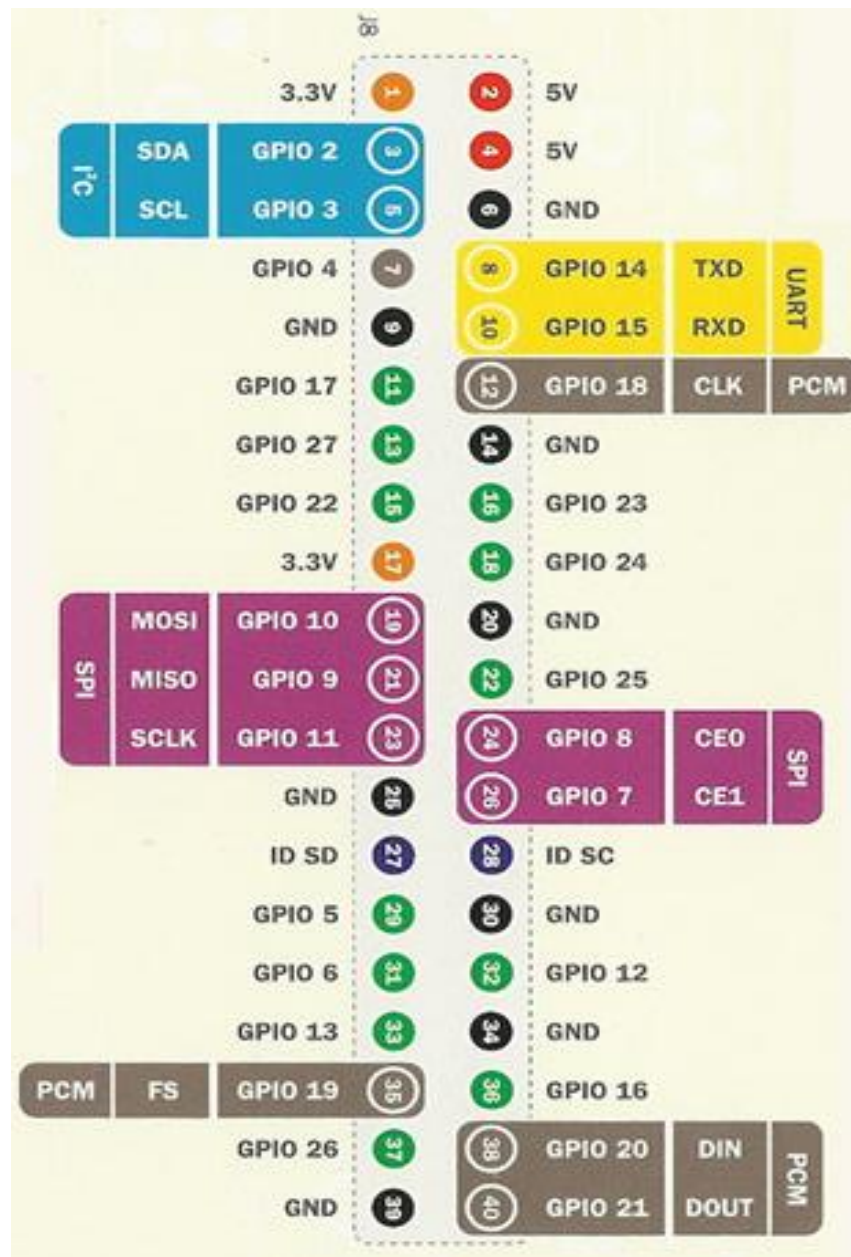 J8
3.3V 1 2 5V
I²C SDA GPIO 2 3 4 5V
SCL GPIO 3 5 6 GND
GPIO 4 7 8 GPIO 14 TXD UART
GND 9 10 GPIO 15 RXD
GPIO 17 11 12 GPIO 18 CLK PCM
GPIO 27 13 14 GND
GPIO 22 15 16 GPIO 23
3.3V 17 18 GPIO 24
MOSI GPIO 10 19 20 GND
SPI MISO GPIO 9 21 22 GPIO 25
SCLK GPIO 11 23 24 GPIO 8 CE0 SPI
GND 25 26 GPIO 7 CE1
ID SD 27 28 ID SC
GPIO 5 29 30 GND
GPIO 6 31 32 GPIO 12
GPIO 13 33 34 GND
PCM FS GPIO 19 35 36 GPIO 16
GPIO 26 37 38 GPIO 20 DIN PCM
GND 39 40 GPIO 21 DOUT